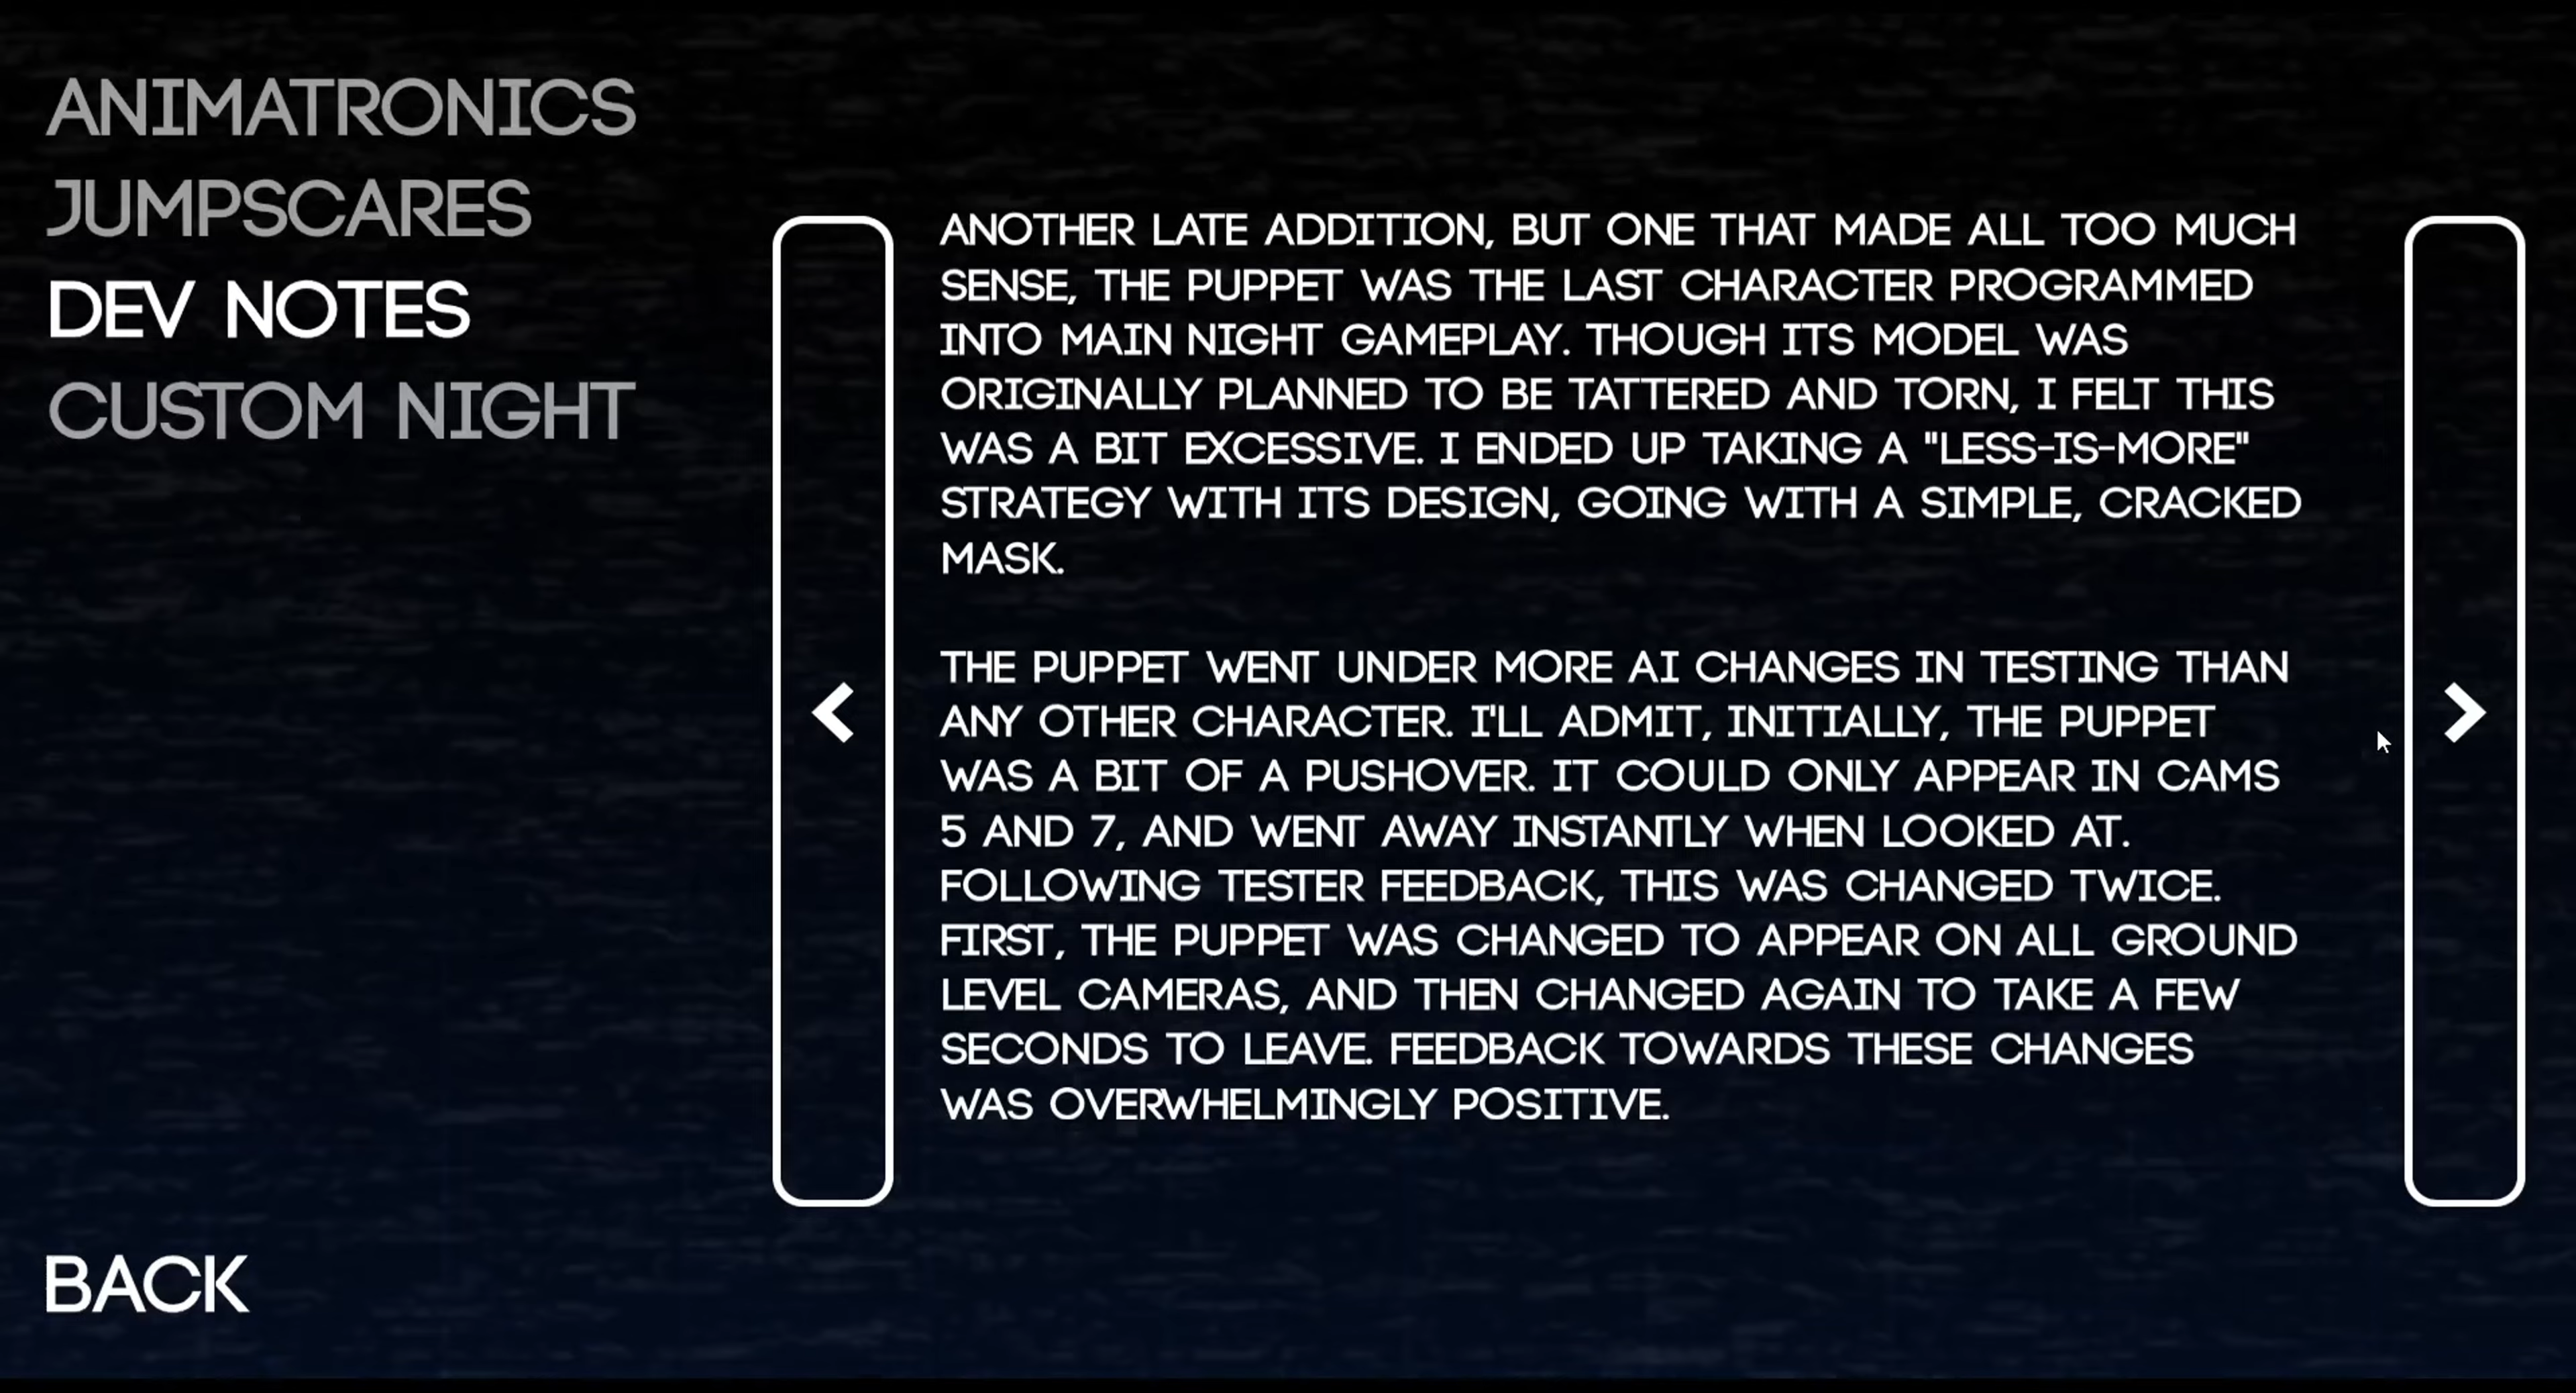 ANIMATRONICS
JUMPSCARES
DEV NOTES
CUSTOM NIGHT
ANOTHER LATE ADDITION, BUT ONE THAT MADE ALL TOO MUCH
SENSE, THE PUPPET WAS THE LAST CHARACTER PROGRAMMED
INTO MAIN NIGHT GAMEPLAY. THOUGH ITS MODEL WAS
ORIGINALLY PLANNED TO BE TATTERED AND TORN, I FELT THIS
WAS A BIT EXCESSIVE. I ENDED UP TAKING A "LESS-IS-MORE"
STRATEGY WITH ITS DESIGN, GOING WITH A SIMPLE, CRACKED
MASK.
THE PUPPET WENT UNDER MORE AI CHANGES IN TESTING THAN
ANY OTHER CHARACTER. I'LL ADMIT, INITIALLY, THE PUPPET
WAS A BIT OF A PUSHOVER. IT COULD ONLY APPEAR IN CAMS
5 AND 7, AND WENT AWAY INSTANTLY WHEN LOOKED AT.
FOLLOWING TESTER FEEDBACK, THIS WAS CHANGED TWICE.
FIRST, THE PUPPET WAS CHANGED TO APPEAR ON ALL GROUND
LEVEL CAMERAS, AND THEN CHANGED AGAIN TO TAKE A FEW
SECONDS TO LEAVE. FEEDBACK TOWARDS THESE CHANGES
WAS OVERWHELMINGLY POSITIVE.
BACK